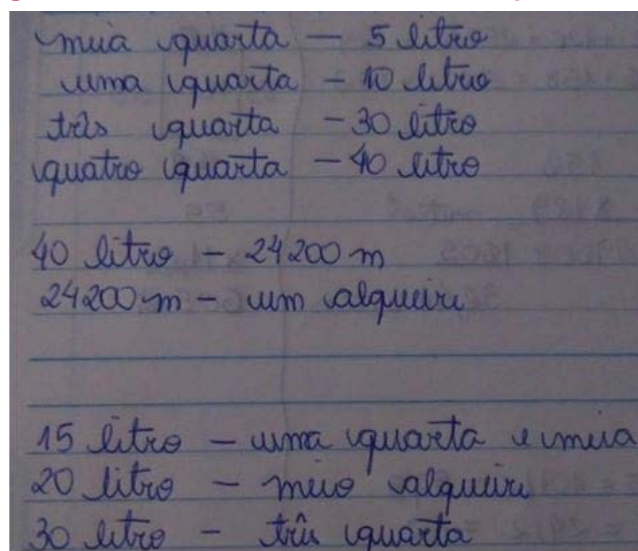 meia quarta — 5 litro
uma quarta - 10 litro
três quarta - 30 litro
quatro quarta - 40 litro
40 litro - 24200 m
24200 m - um alqueire
15 litro - uma quarta e meia
20 litro - meio alqueire
30 litro - três quarta